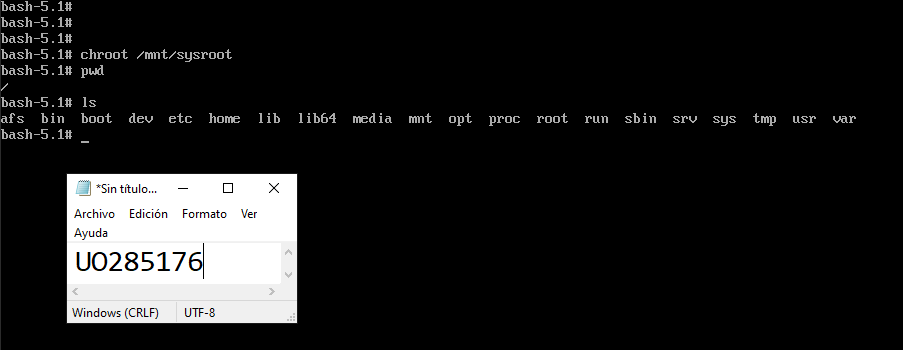 bash-5.1#
bash-5.1#
bash-5.1#
bash-5.1# chroot /mnt/sysroot
bash-5.1# pwd
/
bash-5.1# ls
afs bin boot dev etc home lib lib64 media mnt opt proc root run sbin srv sys tmp usr var
bash-5.1# _
*Sin título...
Archivo Edición Formato Ver
Ayuda
UO285176
Windows (CRLF) UTF-8